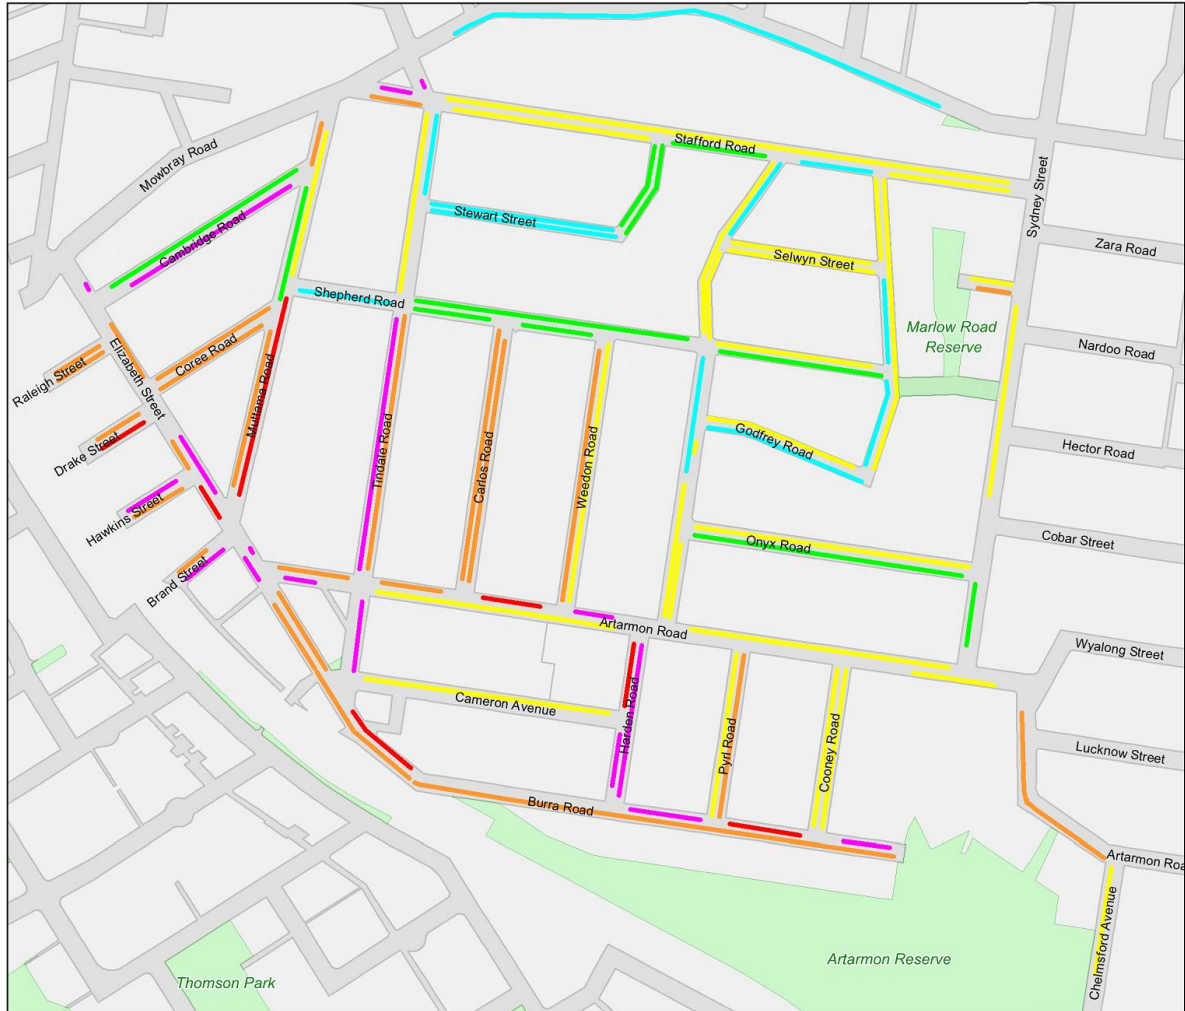 Stafford Road
Mowbray Road
Sydney Street
Stewart Street
Cambridge Road
Zara Road
Selwyn Street
Shepherd Road
Marlow Road
Reserve
Nardoo Road
Coree Road
Raleigh Street
Elizabeth Street
Muttama Road
Drake Street
Tindale Road
Carlos Road
Weedon Road
Godfrey Road
Hector Road
Hawkins Street
Onyx Road
Cobar Street
Brand Street
Artarmon Road
Wyalong Street
Cameron Avenue
Harden Road
Pyrl Road
Cooney Road
Lucknow Street
Burra Road
Artarmon Roa
Chelmsford Avenue
Artarmon Reserve
Thomson Park